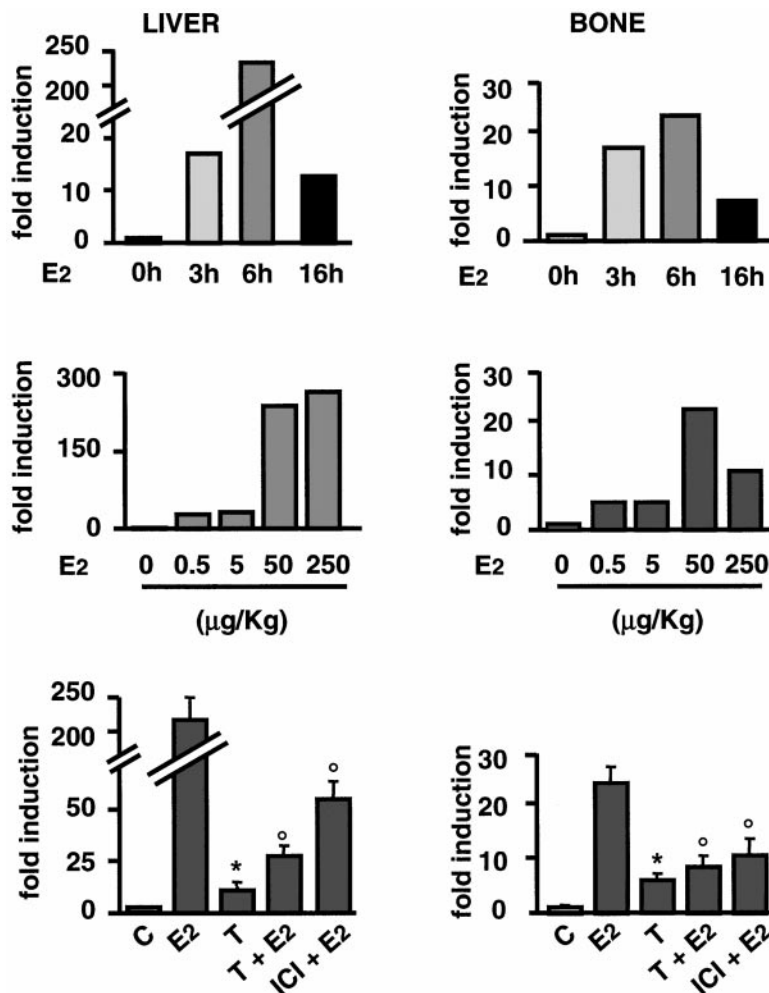 LIVER
BONE
fold induction
250
200
20
10
0
E2 0h 3h 6h 16h
fold induction
30
20
10
0
E2 0h 3h 6h 16h
fold induction
300
150
0
E2 0 0.5 5 50 250
(µg/Kg)
fold induction
30
20
10
0
E2 0 0.5 5 50 250
(µg/Kg)
fold induction
250
200
50
25
0
*
°
°
C E2 T T + E2 ICI + E2
fold induction
30
20
10
0
*
°
°
C E2 T T + E2 ICI + E2